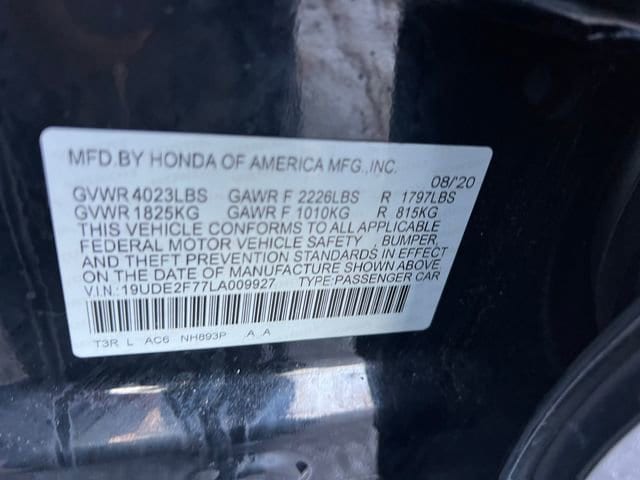 MFD.BY HONDA OF AMERICA MFG.,INC.
08/'20
GVWR 4023LBS GAWR F 2226LBS R 1797LBS
GVWR 1825KG GAWR F 1010KG R 815KG
THIS VEHICLE CONFORMS TO ALL APPLICABLE
FEDERAL MOTOR VEHICLE SAFETY , BUMPER,
AND THEFT PREVENTION STANDARDS IN EFFECT
ON THE DATE OF MANUFACTURE SHOWN ABOVE
V.I.N.: 19UDE2F77LA009927 TYPE:PASSENGER CAR
T3R L AC6 NH893P .A .A